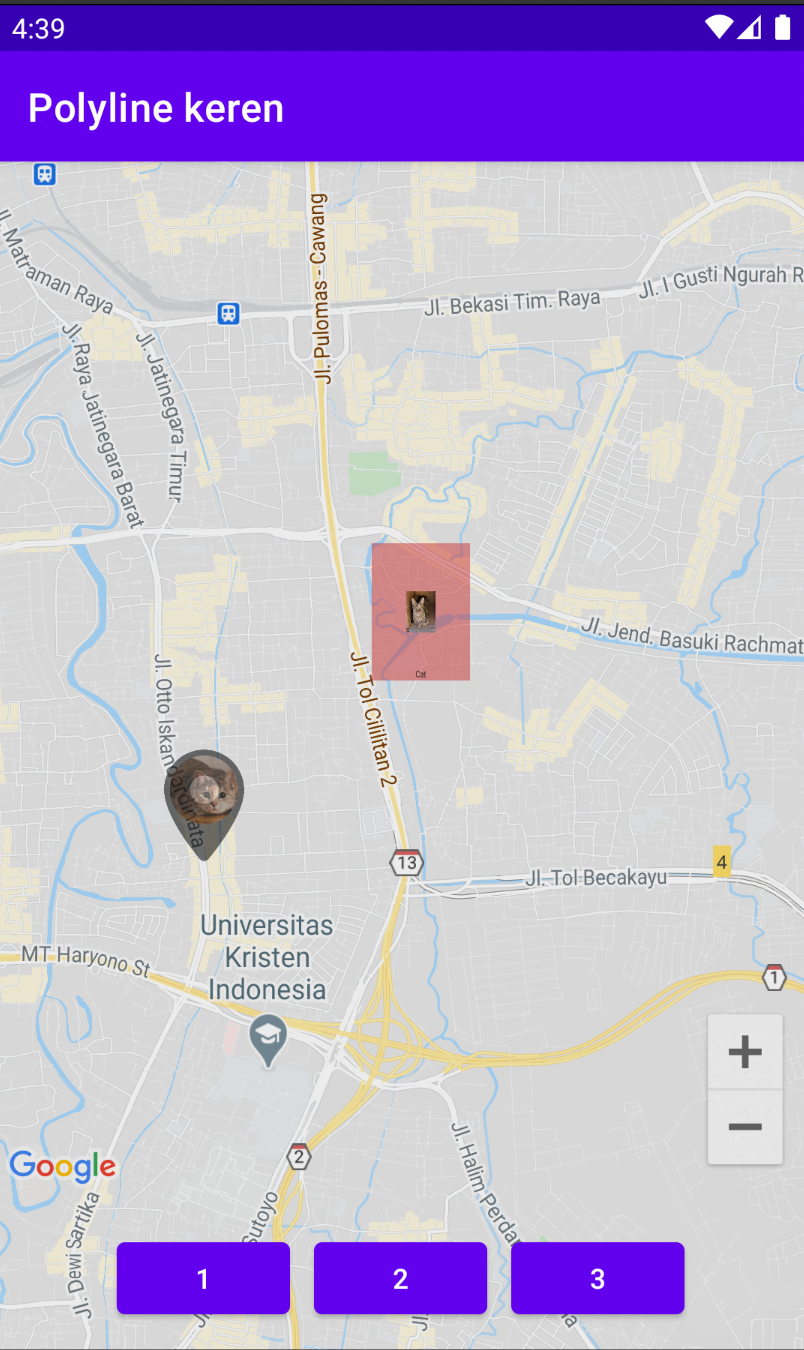 4:39
Polyline keren
Jl. Matraman Raya
Jl. Pulomas - Cawang
Jl. Bekasi Tim. Raya
Jl. I Gusti Ngurah R
Jl. Raya Jatinegara Barat
Jl. Jatinegara Timur
Jl. Jend. Basuki Rachmat
Cat
Jl. Otto Iskandardinata
Jl. Tol Cililitan 2
13
4
Jl. Tol Becakayu
Universitas
Kristen
Indonesia
MT Haryono St
1
+
−
2
Google
Jl. Dewi Sartika
Sutoyo
Jl. Halim Perdan
1
2
3